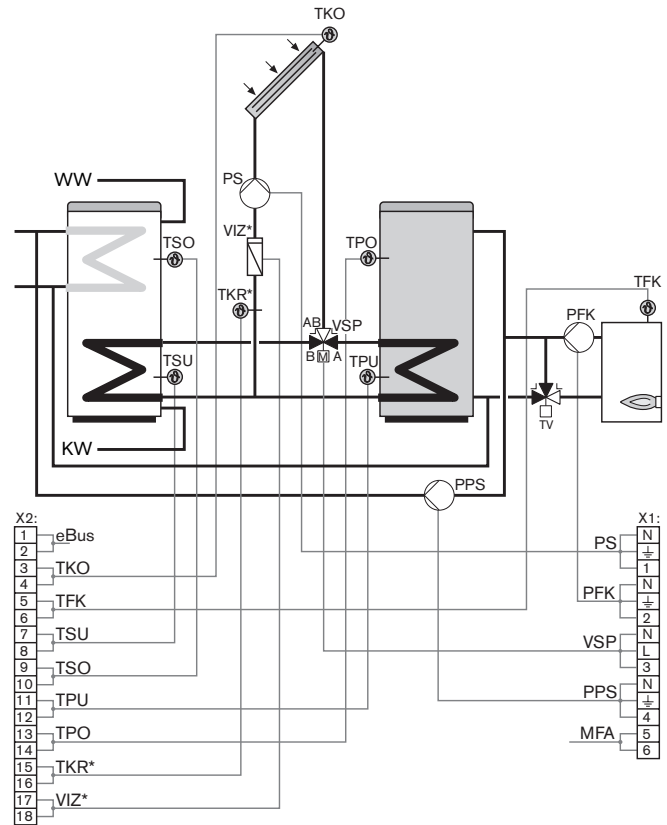 TKO
WW
PS
TSO
VIZ*
TPO
TKR*
TFK
AB
VSP
PFK
B
M
A
TSU
TPU
TV
KW
PPS
X2:
1
2
eBus
3
4
TKO
5
6
TFK
7
8
TSU
9
10
TSO
11
12
TPU
13
14
TPO
15
16
TKR*
17
18
VIZ*
X1:
PS
N
1
PFK
N
2
VSP
N
L
3
PPS
N
4
MFA
5
6